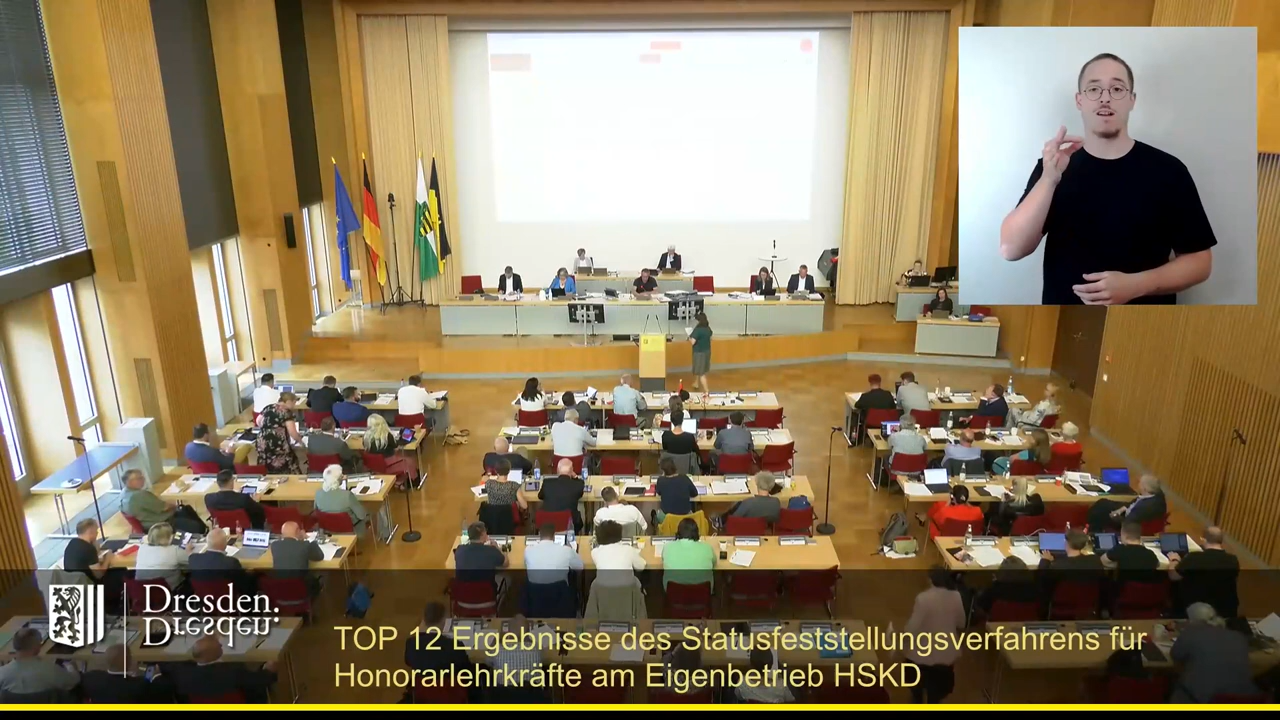 Dresden.
Dresden.
TOP 12 Ergebnisse des Statusfeststellungsverfahrens für
Honorarlehrkräfte am Eigenbetrieb HSKD